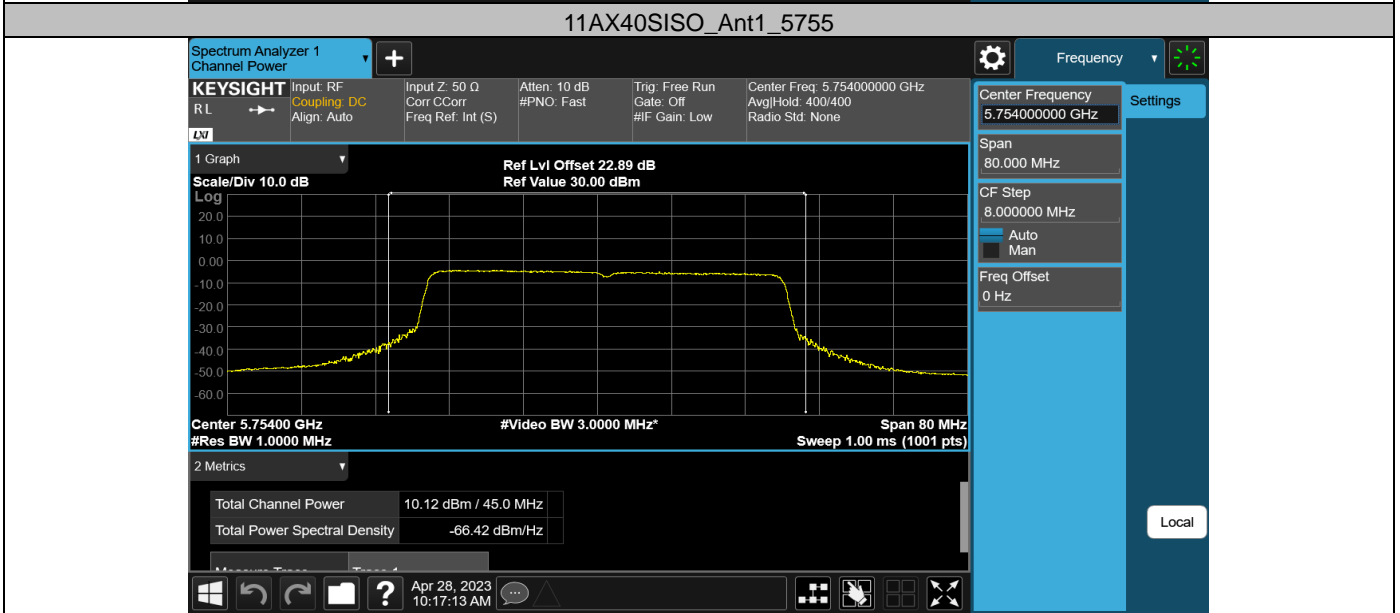 11AX40SISO_Ant1_5755
Spectrum Analyzer 1
Channel Power
Frequency
KEYSIGHT
RL
LXI
Input: RF
Coupling: DC
Align: Auto
Input Z: 50 Ω
Corr CCorr
Freq Ref: Int (S)
Atten: 10 dB
#PNO: Fast
Trig: Free Run
Gate: Off
#IF Gain: Low
Center Freq: 5.754000000 GHz
Avg|Hold: 400/400
Radio Std: None
Center Frequency
5.754000000 GHz
Settings
Span
80.000 MHz
CF Step
8.000000 MHz
Auto
Man
Freq Offset
0 Hz
1 Graph
Ref Lvl Offset 22.89 dB
Scale/Div 10.0 dB
Ref Value 30.00 dBm
Log
20.0
10.0
0.00
-10.0
-20.0
-30.0
-40.0
-50.0
-60.0
Center 5.75400 GHz
#Video BW 3.0000 MHz*
Span 80 MHz
#Res BW 1.0000 MHz
Sweep 1.00 ms (1001 pts)
2 Metrics
Total Channel Power 10.12 dBm / 45.0 MHz
Total Power Spectral Density -66.42 dBm/Hz
Local
?
Apr 28, 2023
10:17:13 AM